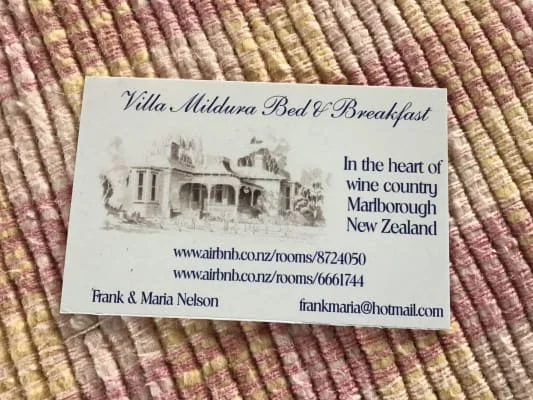 Villa Mildura Bed & Breakfast
In the heart of
wine country
Marlborough
New Zealand
www.airbnb.co.nz/rooms/8724050
www.airbnb.co.nz/rooms/6661744
Frank & Maria Nelson
frankmaria@hotmail.com